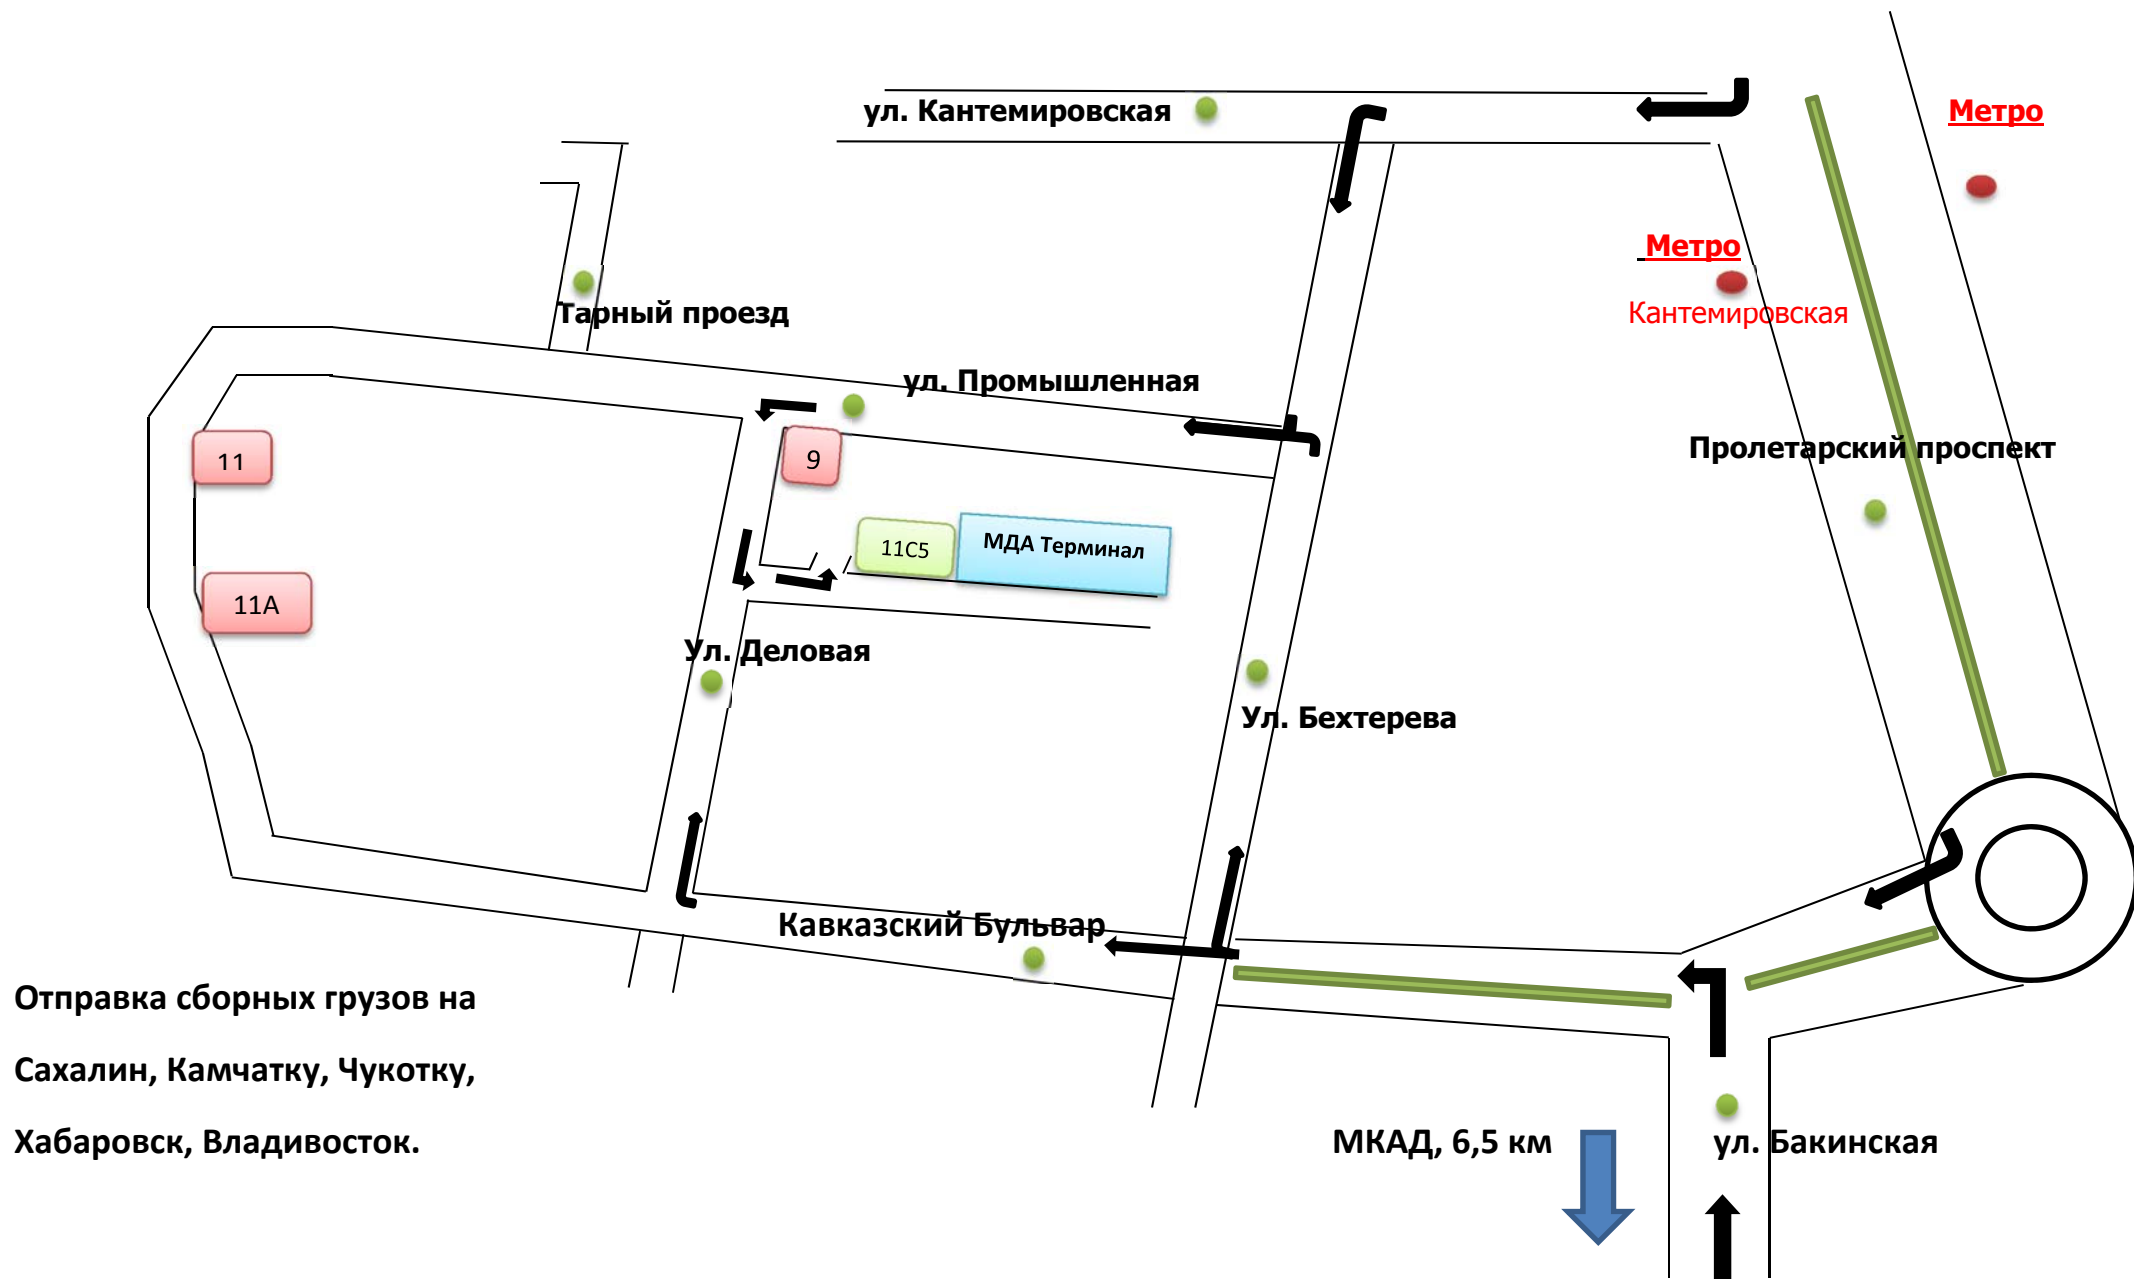 ул. Кантемировская
Метро
Метро
Кантемировская
Тарный проезд
ул. Промышленная
Пролетарский проспект
11
9
11С5
МДА Терминал
11А
Ул. Деловая
Ул. Бехтерева
Кавказский Бульвар
Отправка сборных грузов на
Сахалин, Камчатку, Чукотку,
Хабаровск, Владивосток.
МКАД, 6,5 км
ул. Бакинская